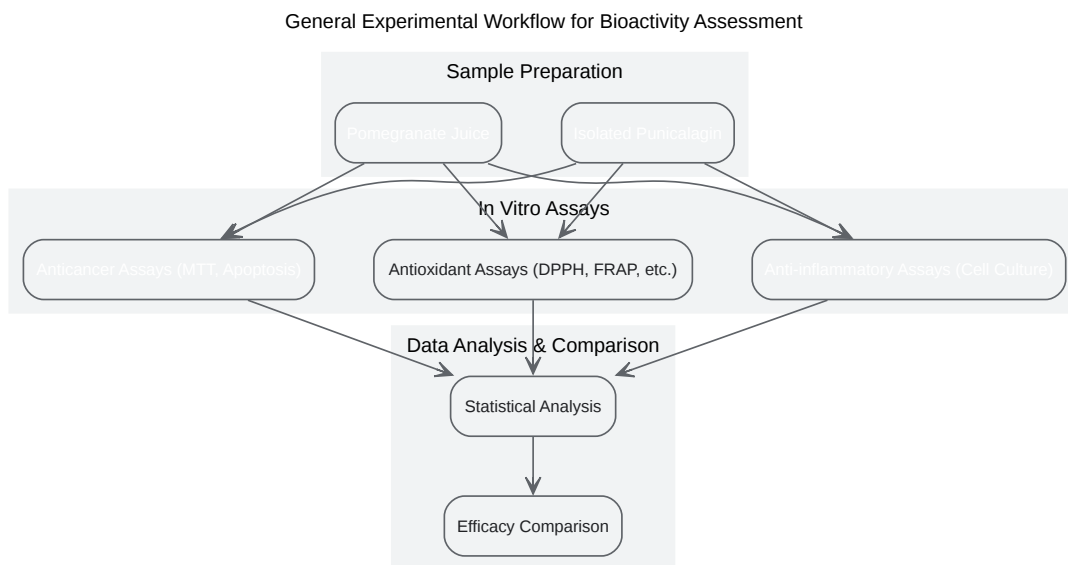 General Experimental Workflow for Bioactivity Assessment
Sample Preparation
Pomegranate Juice
Isolated Punicalagin
In Vitro Assays
Anticancer Assays (MTT, Apoptosis)
Antioxidant Assays (DPPH, FRAP, etc.)
Anti-inflammatory Assays (Cell Culture)
Data Analysis & Comparison
Statistical Analysis
Efficacy Comparison